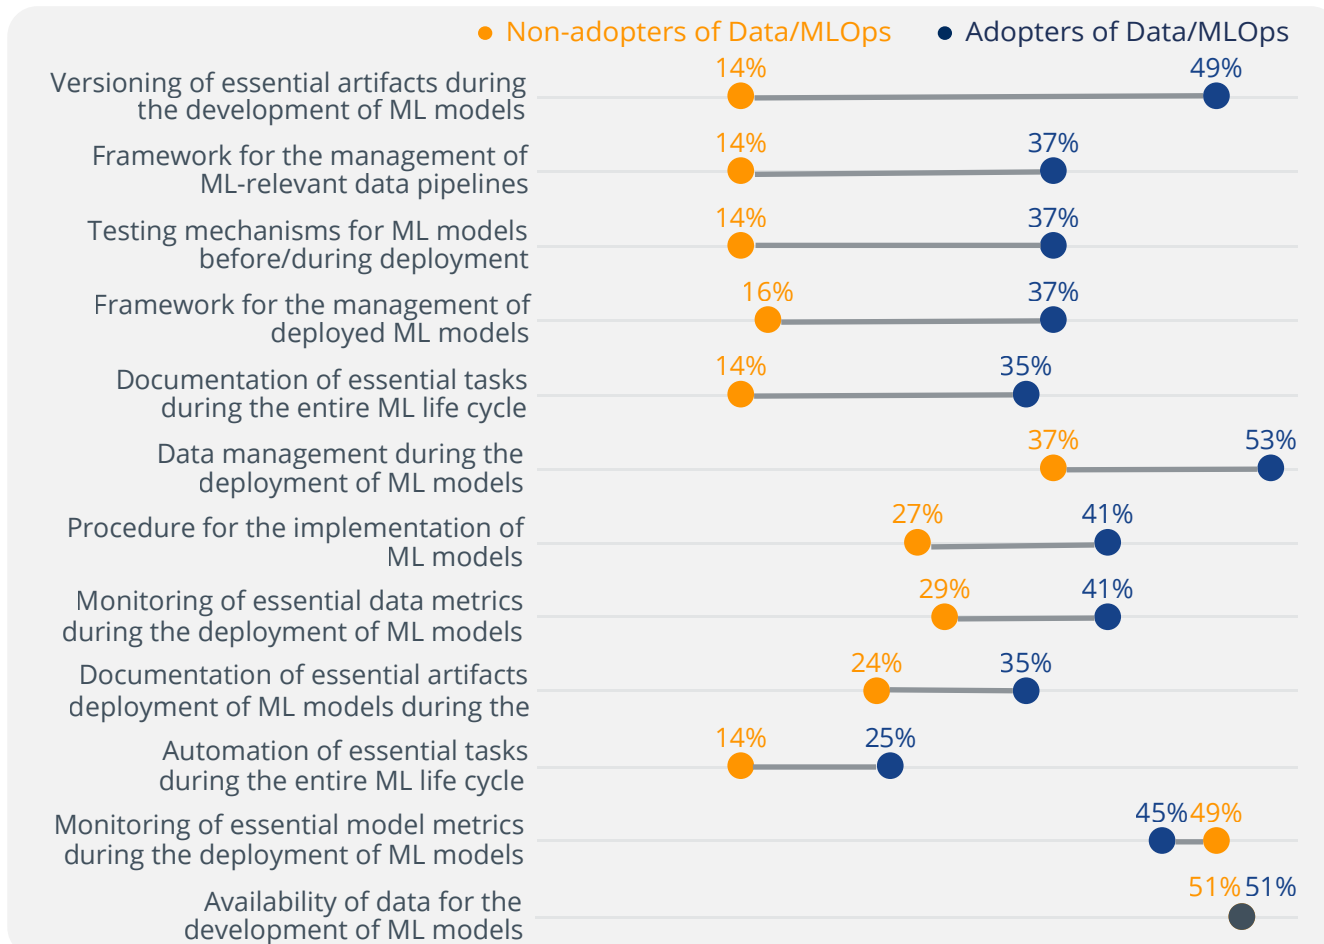 Non-adopters of Data/MLOps
Adopters of Data/MLOps
Versioning of essential artifacts during
the development of ML models
14%
49%
Framework for the management of
ML-relevant data pipelines
14%
37%
Testing mechanisms for ML models
before/during deployment
14%
37%
Framework for the management of
deployed ML models
16%
37%
Documentation of essential tasks
during the entire ML life cycle
14%
35%
Data management during the
deployment of ML models
37%
53%
Procedure for the implementation of
ML models
27%
41%
Monitoring of essential data metrics
during the deployment of ML models
29%
41%
Documentation of essential artifacts
deployment of ML models during the
24%
35%
Automation of essential tasks
during the entire ML life cycle
14%
25%
Monitoring of essential model metrics
during the deployment of ML models
45%
49%
Availability of data for the
development of ML models
51%
51%